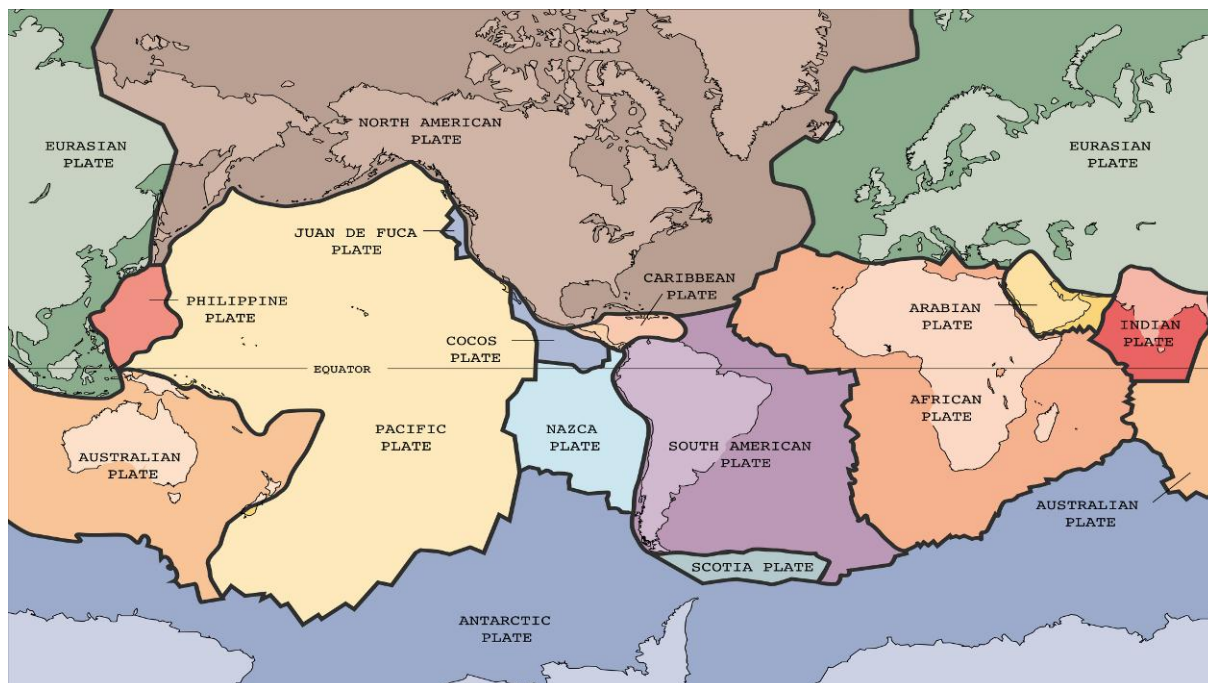 NORTH AMERICAN
PLATE
EURASIAN
PLATE
EURASIAN
PLATE
JUAN DE FUCA
PLATE
CARIBBEAN
PLATE
PHILIPPINE
PLATE
ARABIAN
PLATE
INDIAN
PLATE
COCOS
PLATE
EQUATOR
AFRICAN
PLATE
PACIFIC
PLATE
NAZCA
PLATE
SOUTH AMERICAN
PLATE
AUSTRALIAN
PLATE
AUSTRALIAN
PLATE
SCOTIA PLATE
ANTARCTIC
PLATE